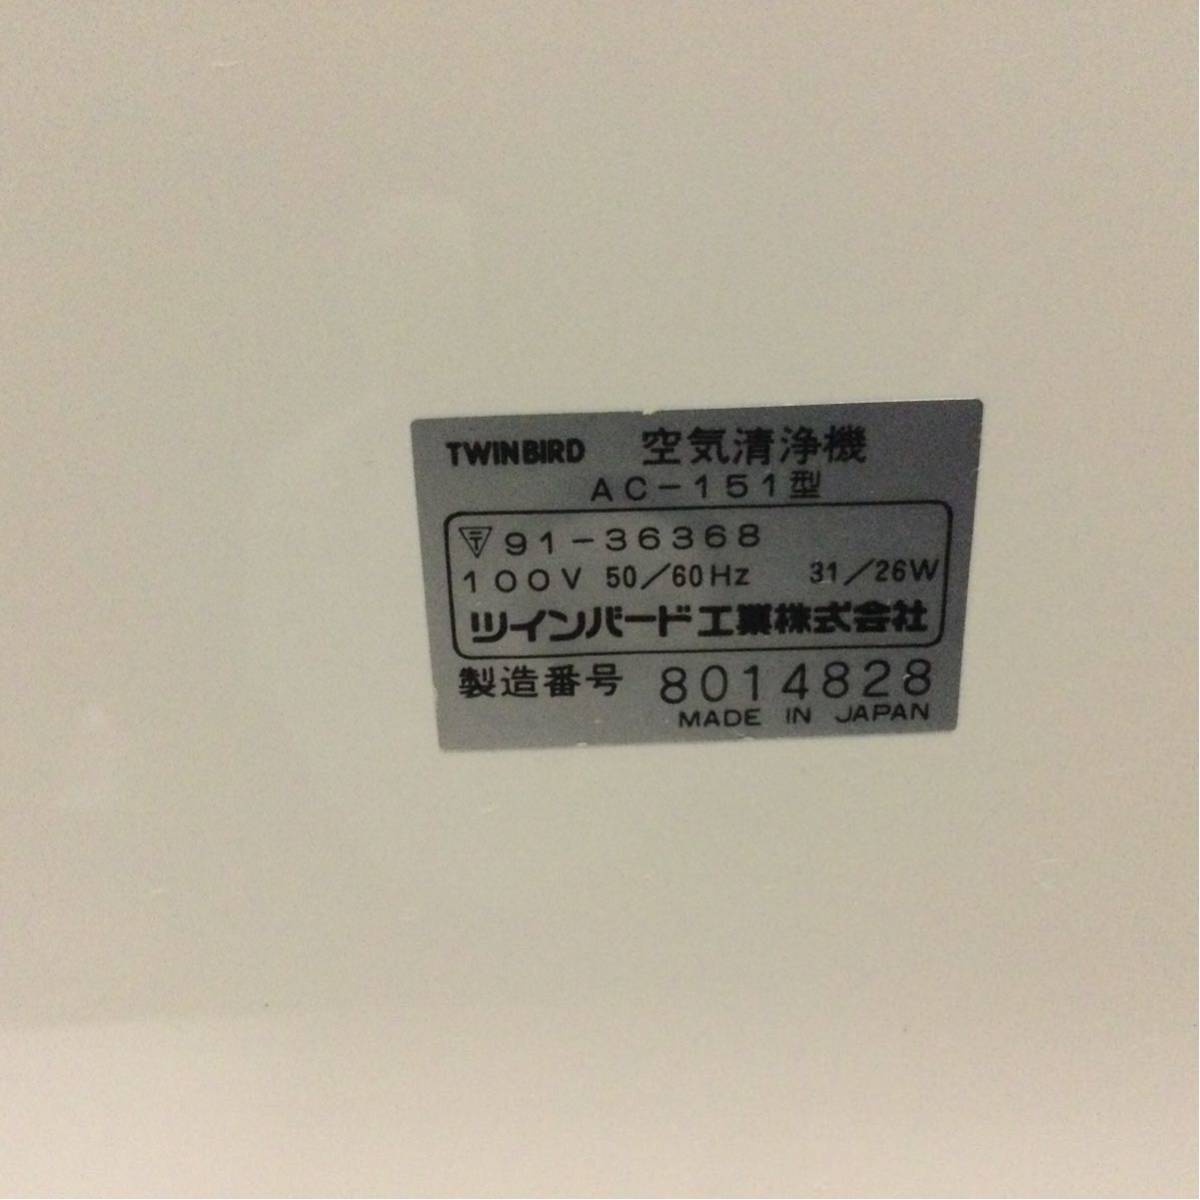 TWINBIRD 空気清浄機
AC-151型
〒 91-36368
100V 50/60Hz 31/26W
ツインバード工業株式会社
製造番号 8014828
MADE IN JAPAN